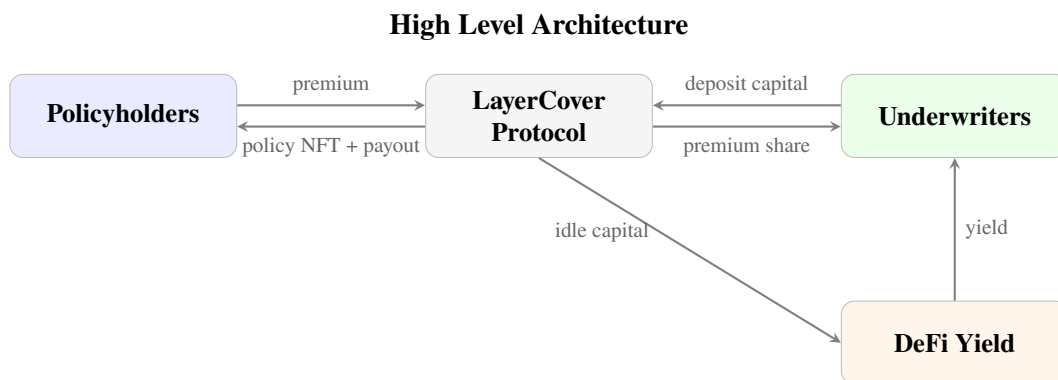 High Level Architecture
premium
deposit capital
Policyholders
LayerCover
Protocol
Underwriters
policy NFT + payout
premium share
idle capital
yield
DeFi Yield